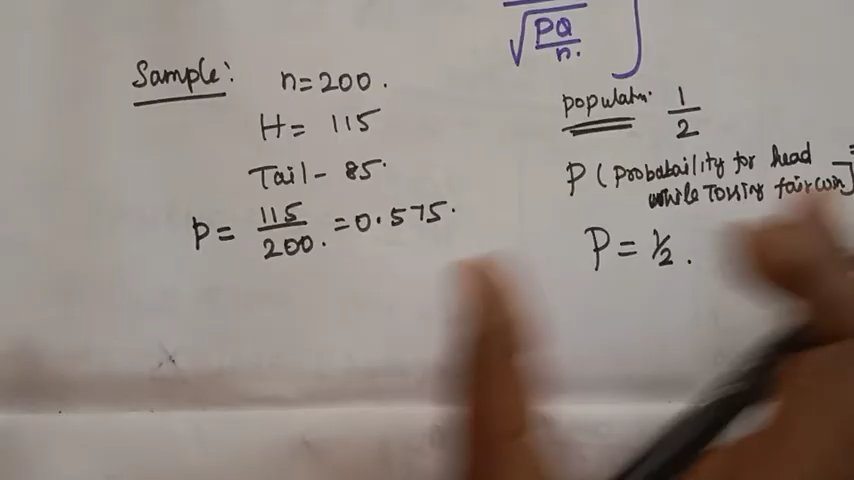 √PQ/n.
Sample:
n=200.
H= 115
Tail- 85.
p= 115/200. =0.575.
populatn. 1/2
P (probabaility for head
while Tossing fair coin]
P= 1/2.